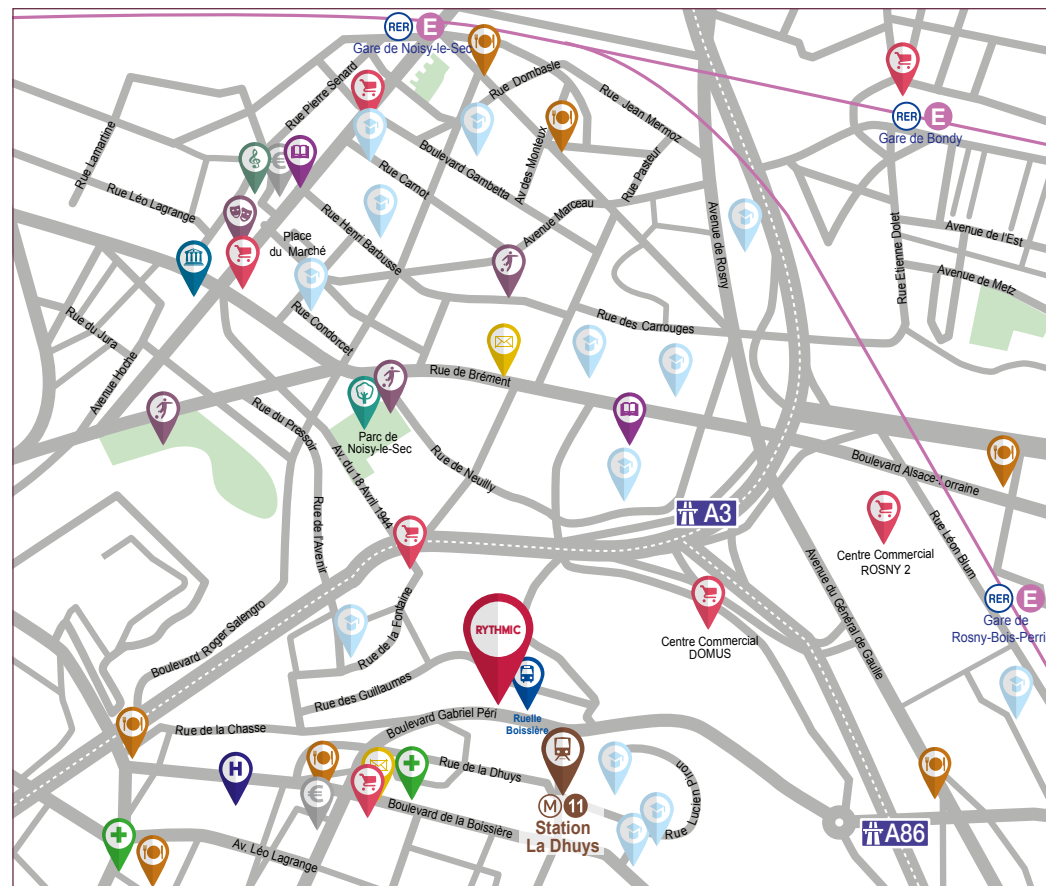 RER E
Gare de Noisy-le-Sec
Rue Dombasle
Rue Jean Mermoz
Rue Pierre Senard
RER E
Gare de Bondy
Rue Lamartine
Av des Monteux
Boulevard Gambetta
Rue Pasteur
Rue Carnot
€
Rue Léo Lagrange
Rue Henri Barbusse
Avenue Marceau
Avenue de Rosny
Rue Etienne Dolet
Avenue de l'Est
Place
du Marché
Avenue de Metz
Rue du Jura
Rue Condorcet
Rue des Carrouges
Avenue Hoche
Rue de Brément
Rue du Pressoir
Parc de
Noisy-le-Sec
Av. du 18 Avril 1944
Rue de Neuilly
Boulevard Alsace-Lorraine
Rue de l'Avenir
A3
Centre Commercial
ROSNY 2
Rue Léon Blum
Avenue du Général de Gaulle
RER E
Gare de
Rosny-Bois-Perri
Boulevard Roger Salengro
Rue de la Fontaine
RYTHMIC
Centre Commercial
DOMUS
Rue des Guillaumes
Ruelle
Boissière
Boulevard Gabriel Péri
Rue de la Chasse
H
Rue de la Dhuys
€
Rue Lucien Piron
Boulevard de la Boissière
M 11
Station
La Dhuys
A86
Av. Léo Lagrange